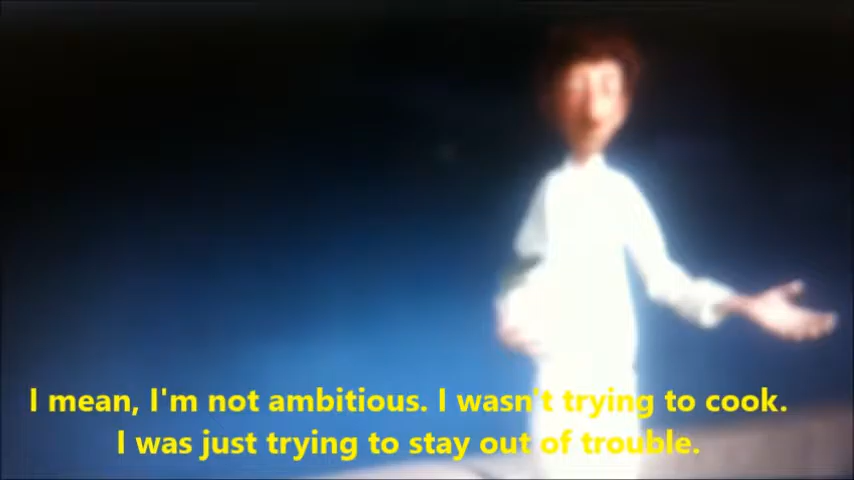 I mean, I'm not ambitious. I wasn't trying to cook.
I was just trying to stay out of trouble.